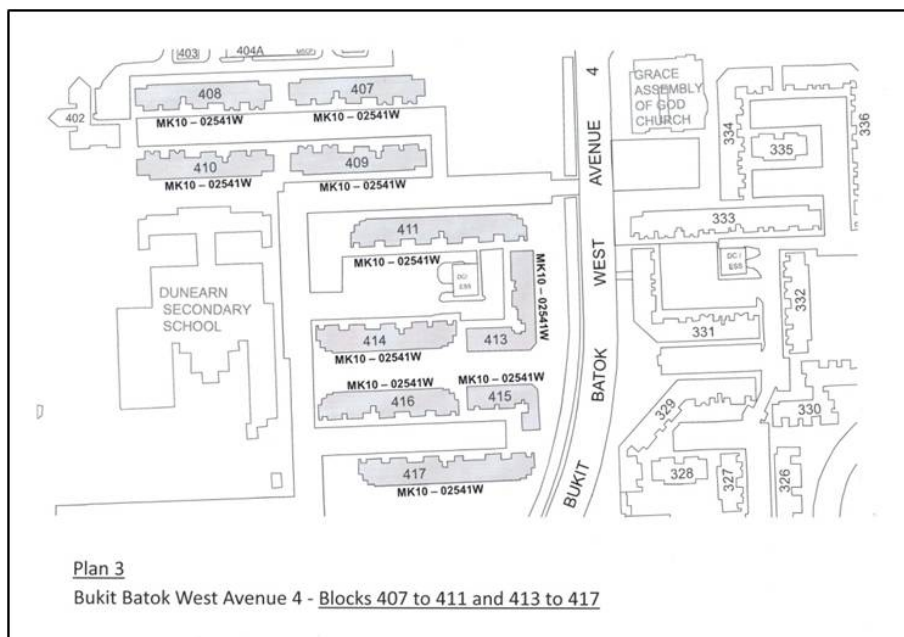 403
404A
402
408
MK10 – 02541W
407
MK10 – 02541W
410
MK10 – 02541W
409
MK10 – 02541W
411
MK10 – 02541W
DC/
ESS
MK10 – 02541W
413
414
MK10 – 02541W
MK10 – 02541W
416
MK10 – 02541W
415
417
MK10 – 02541W
DUNEARN
SECONDARY
SCHOOL
BUKIT BATOK WEST AVENUE 4
GRACE
ASSEMBLY
OF GOD
CHURCH
334
335
336
333
DC /
ESS
332
331
329
330
328
327
326
Plan 3
Bukit Batok West Avenue 4 - Blocks 407 to 411 and 413 to 417